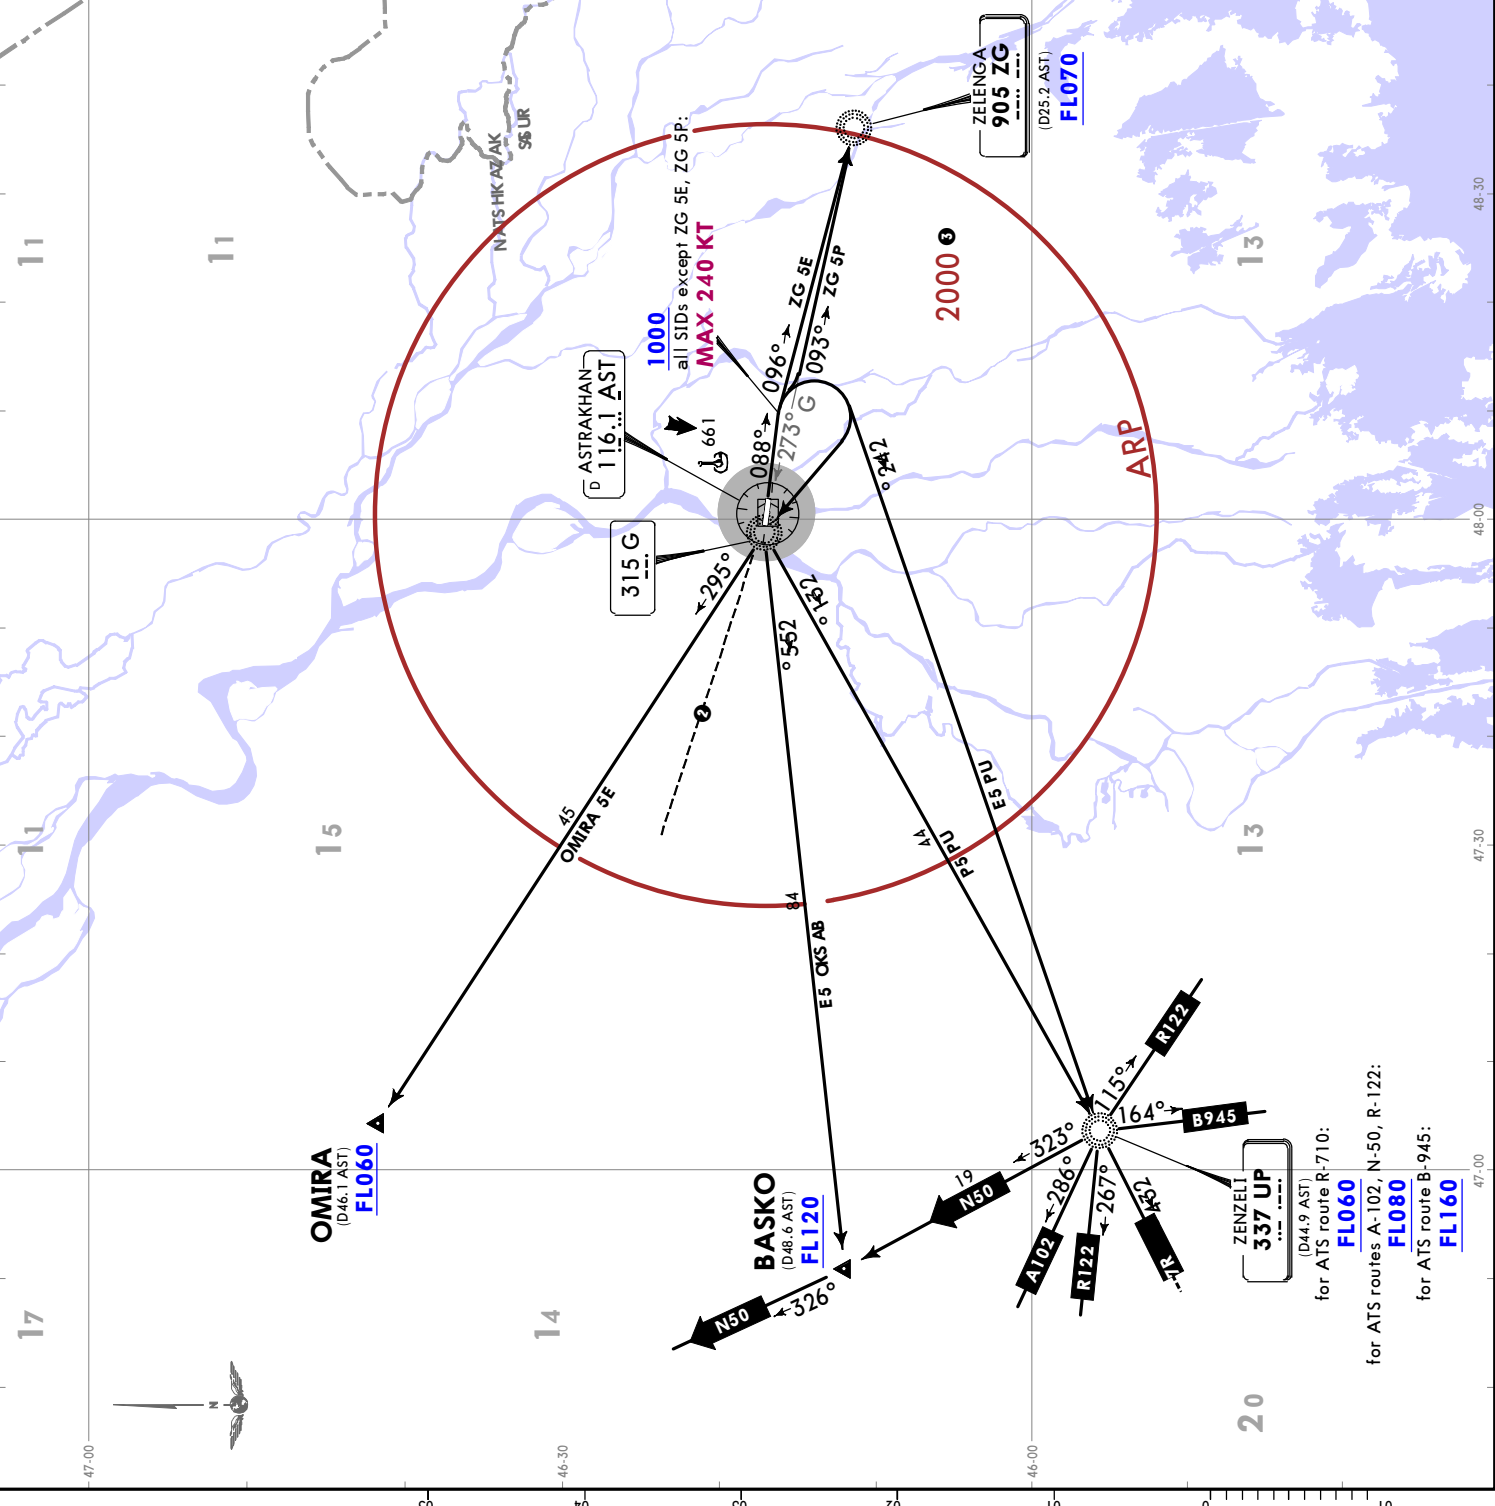 11
11
NATSHKAZAK
SSUR
ZELENGA
905 ZG
(D25.2 AST)
FL070
48-30
13
1000
all SIDs except ZG 5E, ZG 5P:
MAX 240 KT
2000 3
ZG 5E
ZG 5P
096°
093°
088°
273° G
D ASTRAKHAN
116.1 AST
661
315 G
ARP
48-00
295°
2
45
OMIRA 5E
84
E5 OKS AB
44
P5 PU
E5 PU
11
15
13
47-30
OMIRA
(D46.1 AST)
FL060
BASKO
(D48.6 AST)
FL120
N50
326°
19
N50
323°
286°
A102
267°
R122
115°
R122
164°
B945
7R
ZENZELI
337 UP
(D44.9 AST)
for ATS route R-710:
FL060
for ATS routes A-102, N-50, R-122:
FL080
for ATS route B-945:
FL160
47-00
17
14
20
N
47-00
46-30
46-00